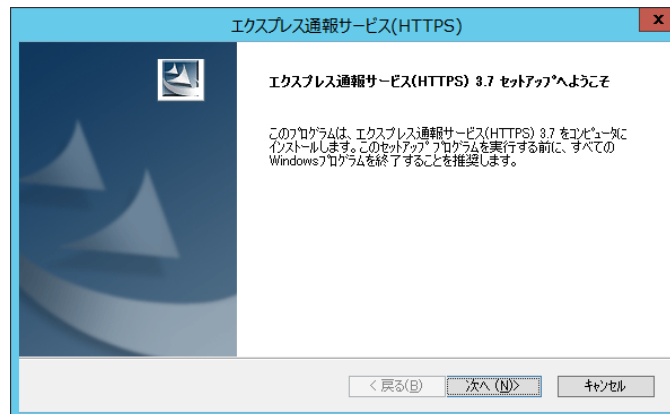 エクスプレス通報サービス(HTTPS)
x
エクスプレス通報サービス(HTTPS) 3.7 ｾｯﾄｱｯﾌﾟへようこそ
このﾌﾟﾛｸﾞﾗﾑは、エクスプレス通報サービス(HTTPS) 3.7 をｺﾝﾋﾟｭｰﾀに
ｲﾝｽﾄｰﾙします。このｾｯﾄｱｯﾌﾟ ﾌﾟﾛｸﾞﾗﾑを実行する前に、すべての
Windowsﾌﾟﾛｸﾞﾗﾑを終了することを推奨します。
< 戻る(B)
次へ (N)>
ｷｬﾝｾﾙ